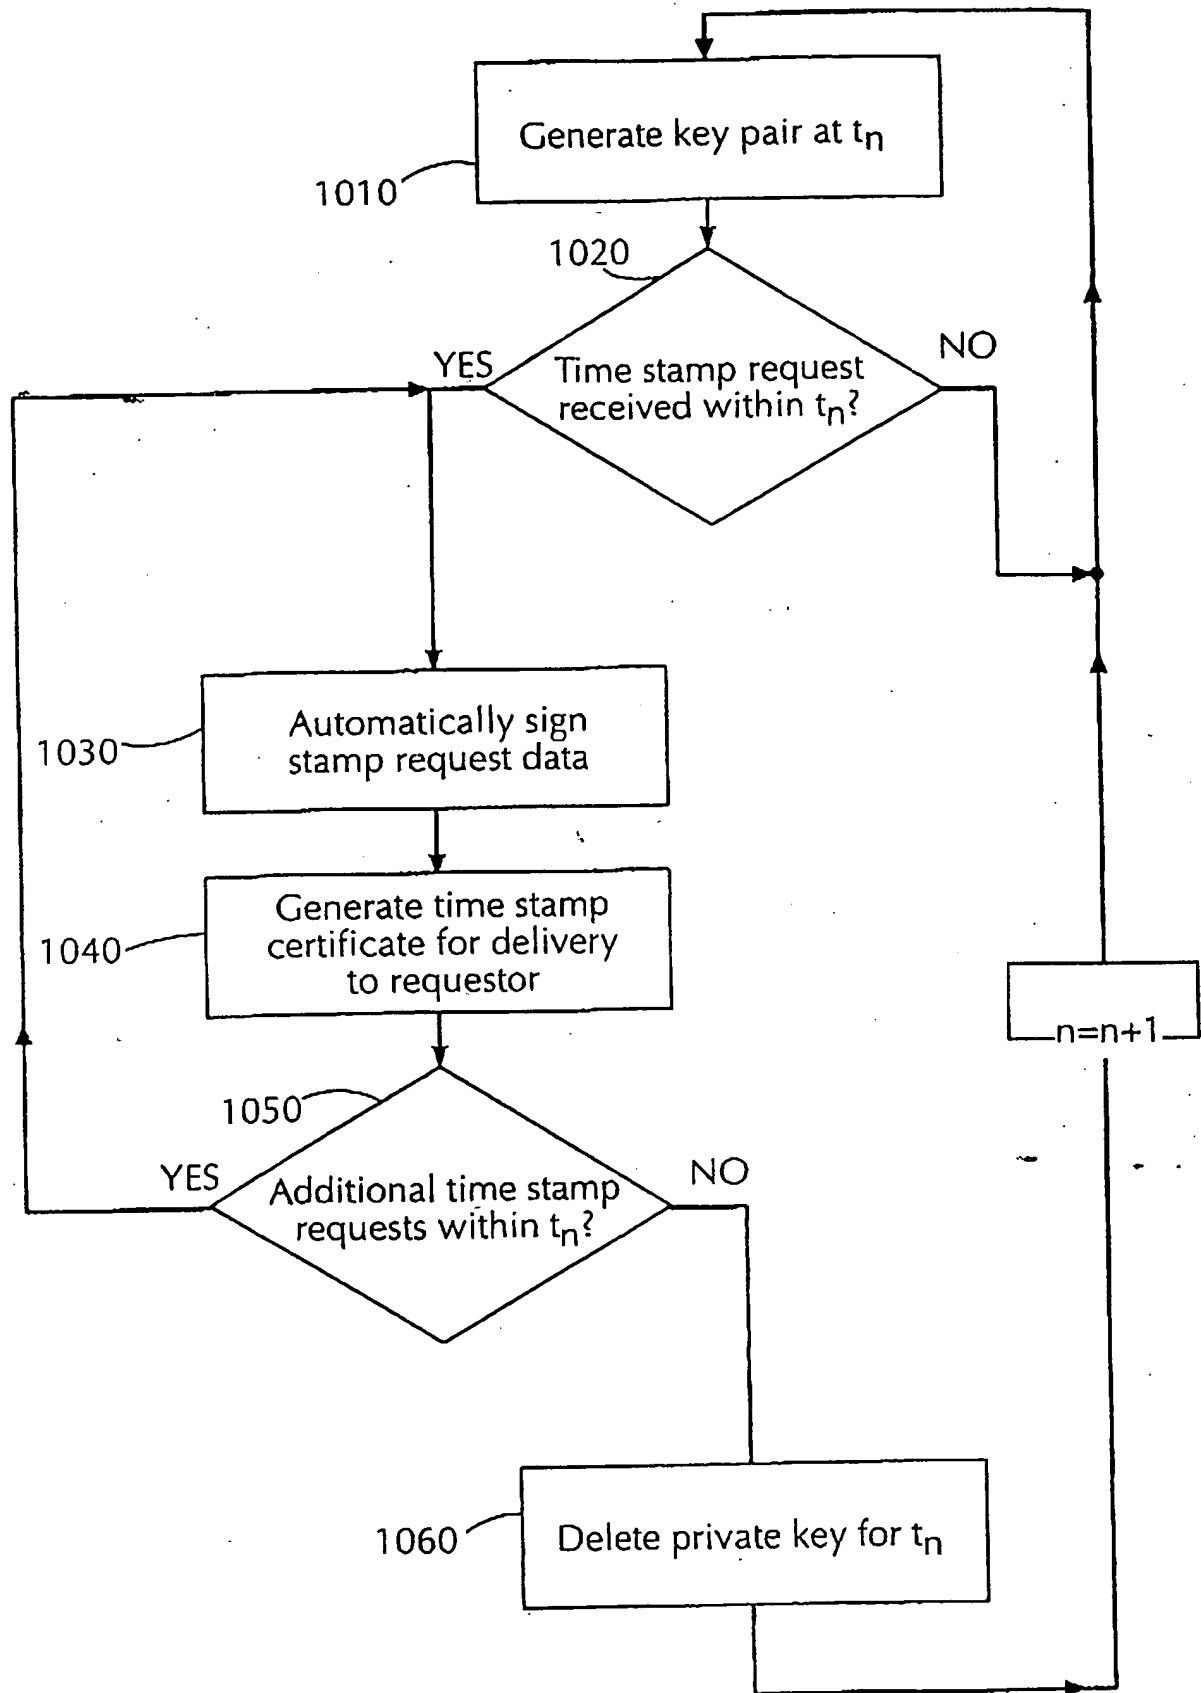 Generate key pair at tn
1010
1020
YES
NO
Time stamp request
received within tn?
Automatically sign
stamp request data
1030
Generate time stamp
certificate for delivery
to requestor
1040
n=n+1
1050
YES
NO
Additional time stamp
requests within tn?
1060
Delete private key for tn